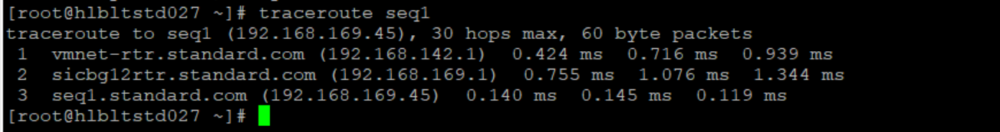 [root@hlbltstd027 ~]# traceroute seq1
traceroute to seq1 (192.168.169.45), 30 hops max, 60 byte packets
 1  vmnet-rtr.standard.com (192.168.142.1)  0.424 ms  0.716 ms  0.939 ms
 2  sicbg12rtr.standard.com (192.168.169.1)  0.755 ms  1.076 ms  1.344 ms
 3  seq1.standard.com (192.168.169.45)  0.140 ms  0.145 ms  0.119 ms
[root@hlbltstd027 ~]#